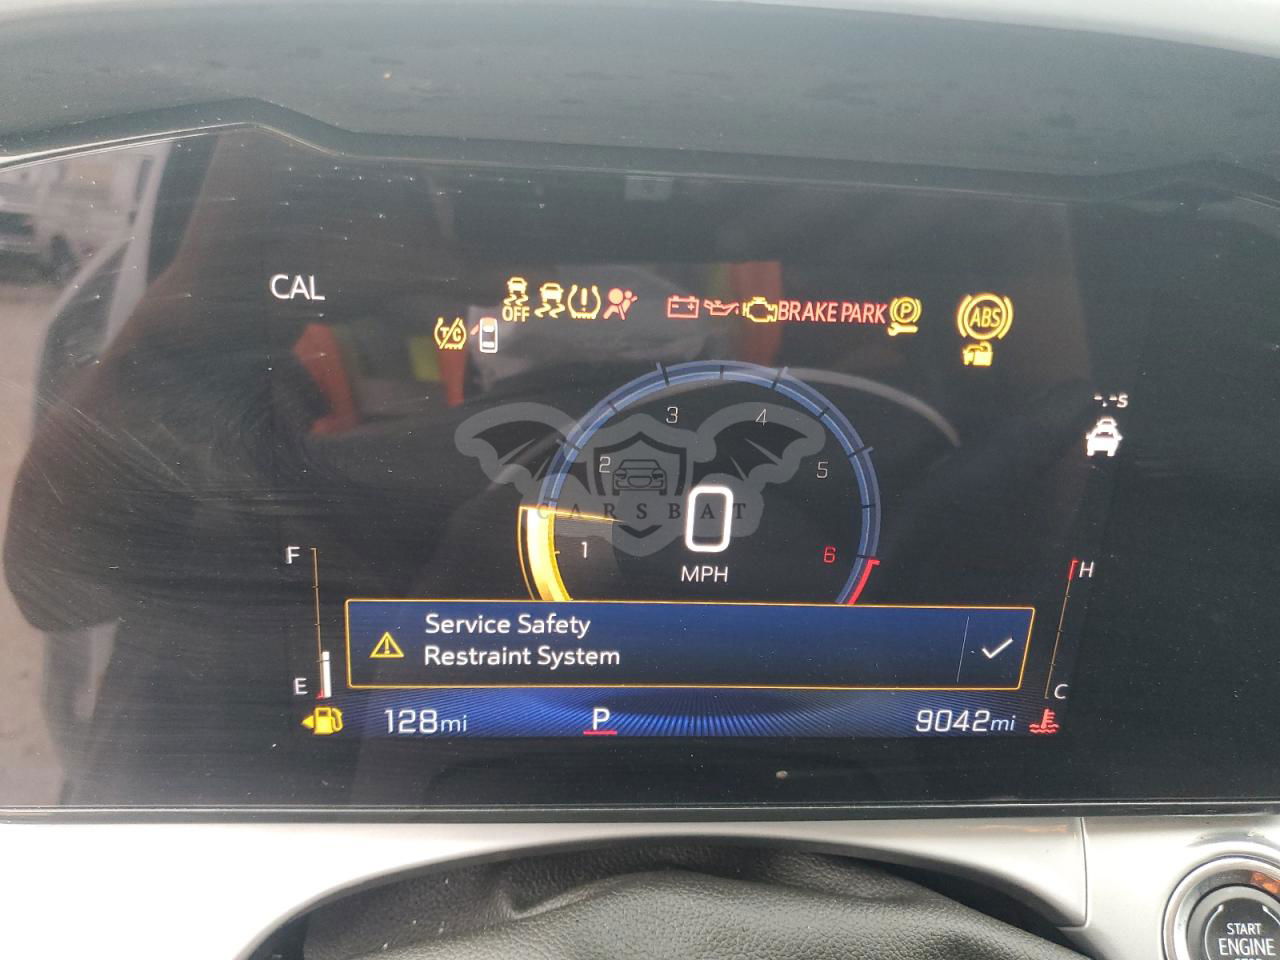 CAL
OFF
T/C
BRAKE PARK
P
ABS
-.-s
3
4
2
5
CARSBAT
0
1
6
MPH
F
H
Service Safety
Restraint System
E
C
128mi
P
9042mi
START
ENGINE